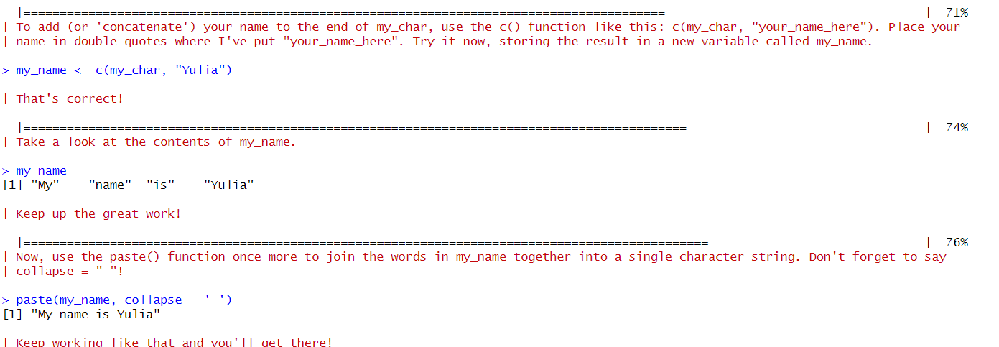 |========================================================================================= | 71%
| To add (or 'concatenate') your name to the end of my_char, use the c() function like this: c(my_char, "your_name_here"). Place your
| name in double quotes where I've put "your_name_here". Try it now, storing the result in a new variable called my_name.
> my_name <- c(my_char, "Yulia")
| That's correct!
|============================================================================================ | 74%
| Take a look at the contents of my_name.
> my_name
[1] "My"    "name"  "is"    "Yulia"
| Keep up the great work!
|=============================================================================================== | 76%
| Now, use the paste() function once more to join the words in my_name together into a single character string. Don't forget to say
| collapse = " "!
> paste(my_name, collapse = ' ')
[1] "My name is Yulia"
| Keep working like that and you'll get there!